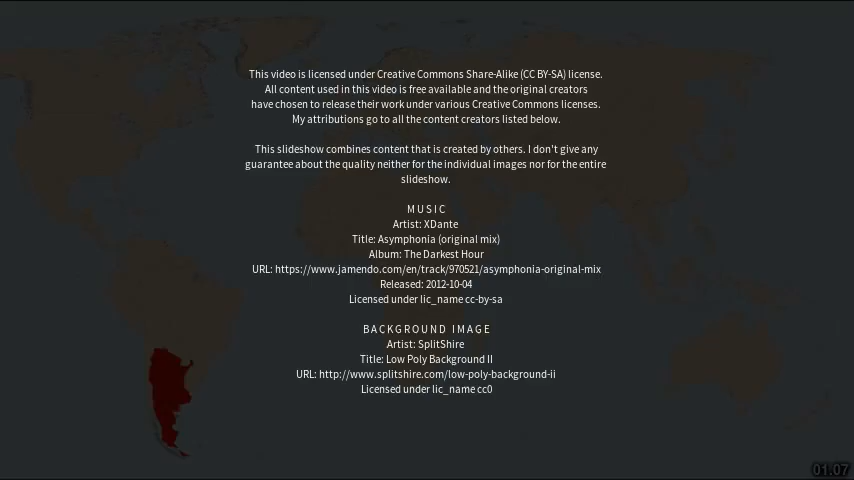 This video is licensed under Creative Commons Share-Alike (CC BY-SA) license.
All content used in this video is free available and the original creators
have chosen to release their work under various Creative Commons licenses.
My attributions go to all the content creators listed below.
This slideshow combines content that is created by others. I don't give any
guarantee about the quality neither for the individual images nor for the entire
slideshow.
MUSIC
Artist: XDante
Title: Asymphonia (original mix)
Album: The Darkest Hour
URL: https://www.jamendo.com/en/track/970521/asymphonia-original-mix
Released: 2012-10-04
Licensed under lic_name cc-by-sa
BACKGROUND IMAGE
Artist: SplitShire
Title: Low Poly Background II
URL: http://www.splitshire.com/low-poly-background-ii
Licensed under lic_name cc0
01.07